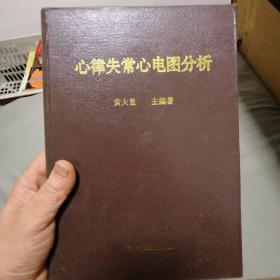 心律失常心电图分析
黄大显 主编著